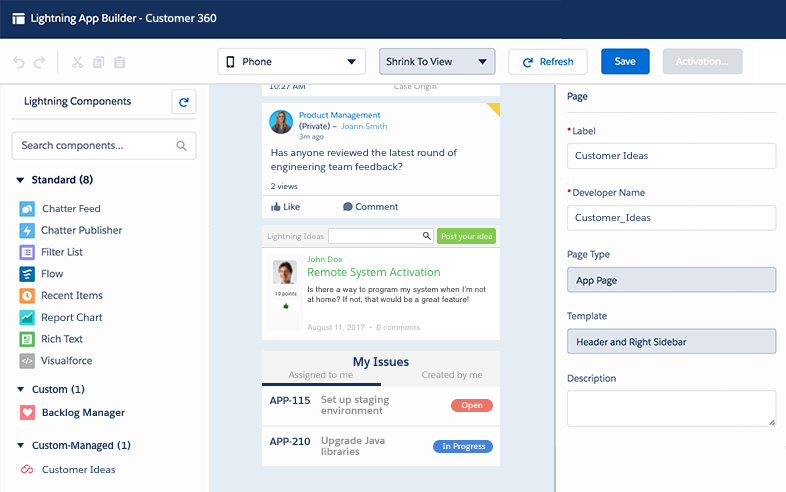 Lightning App Builder - Customer 360
Phone
Shrink To View
Refresh
Save
Activation...
Lightning Components
Search components...
Standard (8)
Chatter Feed
Chatter Publisher
Filter List
Flow
Recent Items
Report Chart
Rich Text
Visualforce
Custom (1)
Backlog Manager
Custom-Managed (1)
Customer Ideas
10:27 AM
Case Origin
Product Management
(Private) – Joann Smith
3m ago
Has anyone reviewed the latest round of
engineering team feedback?
2 views
Like
Comment
Lightning Ideas
Post your idea
John Doe
Remote System Activation
10 points
Is there a way to program my system when I'm not
at home? If not, that would be a great feature!
August 11, 2017 • 0 comments
My Issues
Assigned to me
Created by me
APP-115
Set up staging
environment
Open
APP-210
Upgrade Java
libraries
In Progress
Page
*Label
Customer Ideas
*Developer Name
Customer_Ideas
Page Type
App Page
Template
Header and Right Sidebar
Description